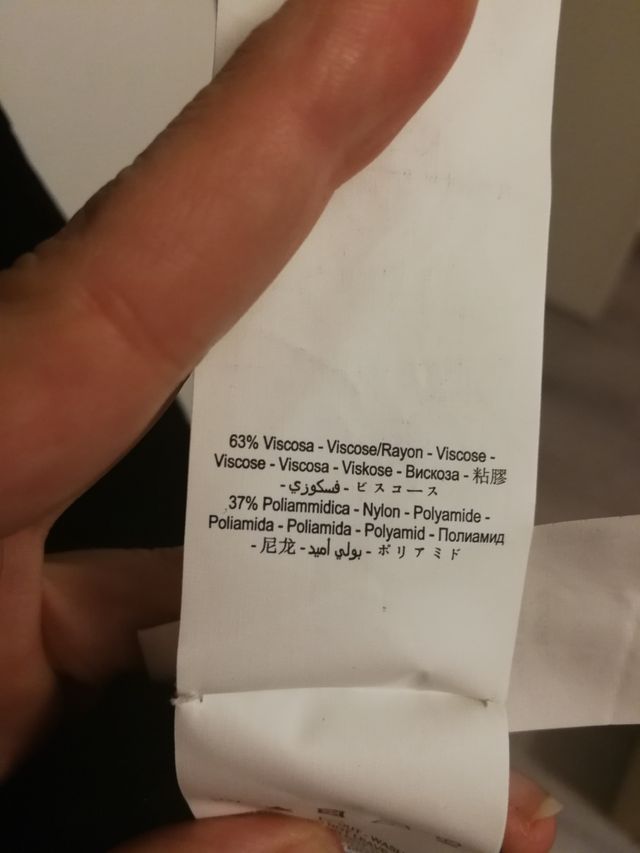 63% Viscosa - Viscose/Rayon - Viscose -
Viscose - Viscosa - Viskose - Вискоза - 粘膠
- فسكوزي - ビスコース
37% Poliammidica - Nylon - Polyamide -
Poliamida - Poliamida - Polyamid - Полиамид
- 尼龙 - بولي أميد - ポリアミド